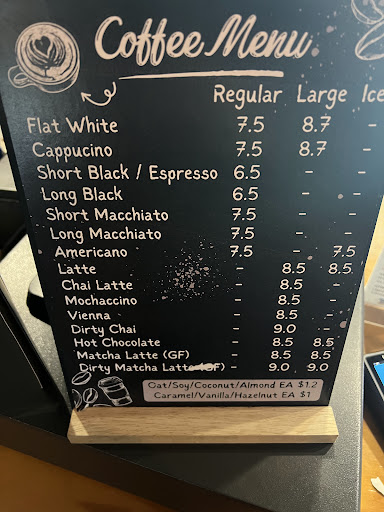 Coffee Menu
Regular Large Ice
Flat White 7.5 8.7 -
Cappucino 7.5 8.7 -
Short Black / Espresso 6.5 - -
Long Black 6.5 - -
Short Macchiato 7.5 - -
Long Macchiato 7.5 - -
Americano 7.5 - 7.5
Latte - 8.5 8.5
Chai Latte - 8.5 -
Mochaccino - 8.5 -
Vienna - 8.5 -
Dirty Chai - 9.0 -
Hot Chocolate - 8.5 8.5
Matcha Latte (GF) - 8.5 8.5
Dirty Matcha Latte (GF) - 9.0 9.0
Oat/Soy/Coconut/Almond EA $1.2
Caramel/Vanilla/Hazelnut EA $1